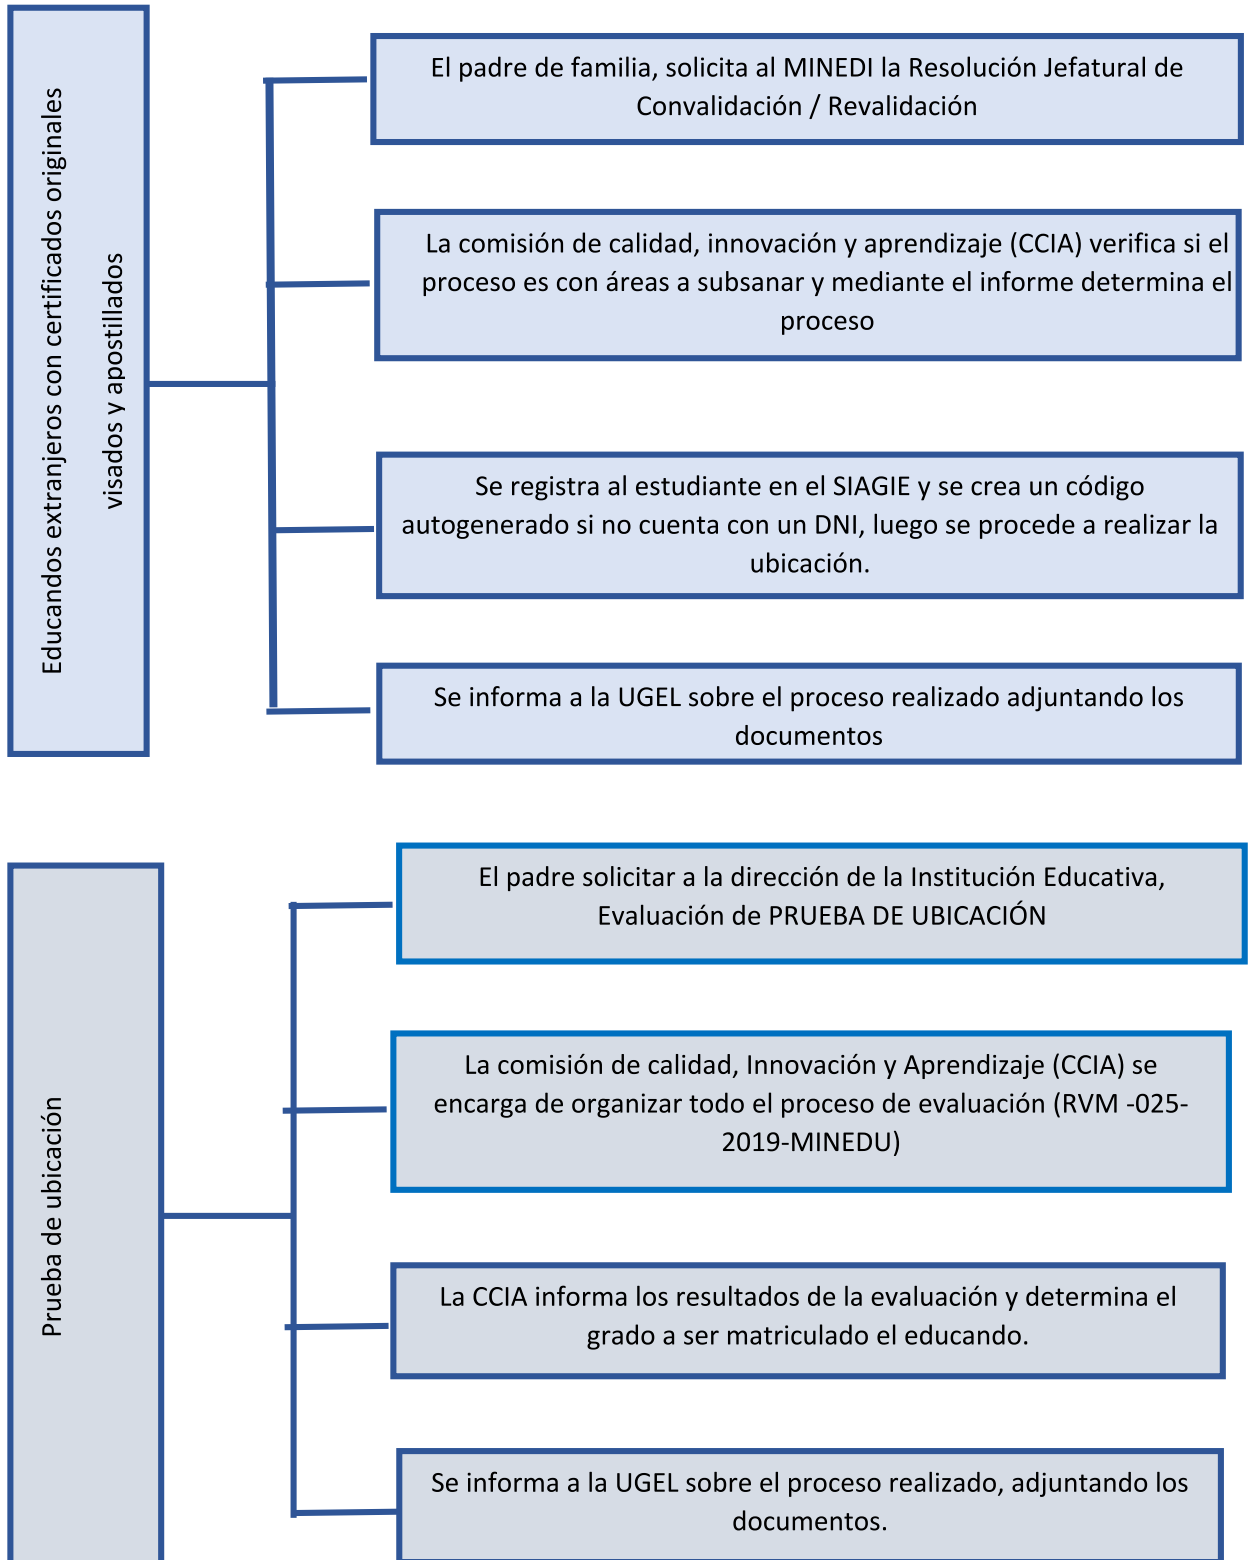 Educandos extranjeros con certificados originales
visados y apostillados
El padre de familia, solicita al MINEDI la Resolución Jefatural de
Convalidación / Revalidación
La comisión de calidad, innovación y aprendizaje (CCIA) verifica si el
proceso es con áreas a subsanar y mediante el informe determina el
proceso
Se registra al estudiante en el SIAGIE y se crea un código
autogenerado si no cuenta con un DNI, luego se procede a realizar la
ubicación.
Se informa a la UGEL sobre el proceso realizado adjuntando los
documentos
Prueba de ubicación
El padre solicitar a la dirección de la Institución Educativa,
Evaluación de PRUEBA DE UBICACIÓN
La comisión de calidad, Innovación y Aprendizaje (CCIA) se
encarga de organizar todo el proceso de evaluación (RVM -025-
2019-MINEDU)
La CCIA informa los resultados de la evaluación y determina el
grado a ser matriculado el educando.
Se informa a la UGEL sobre el proceso realizado, adjuntando los
documentos.